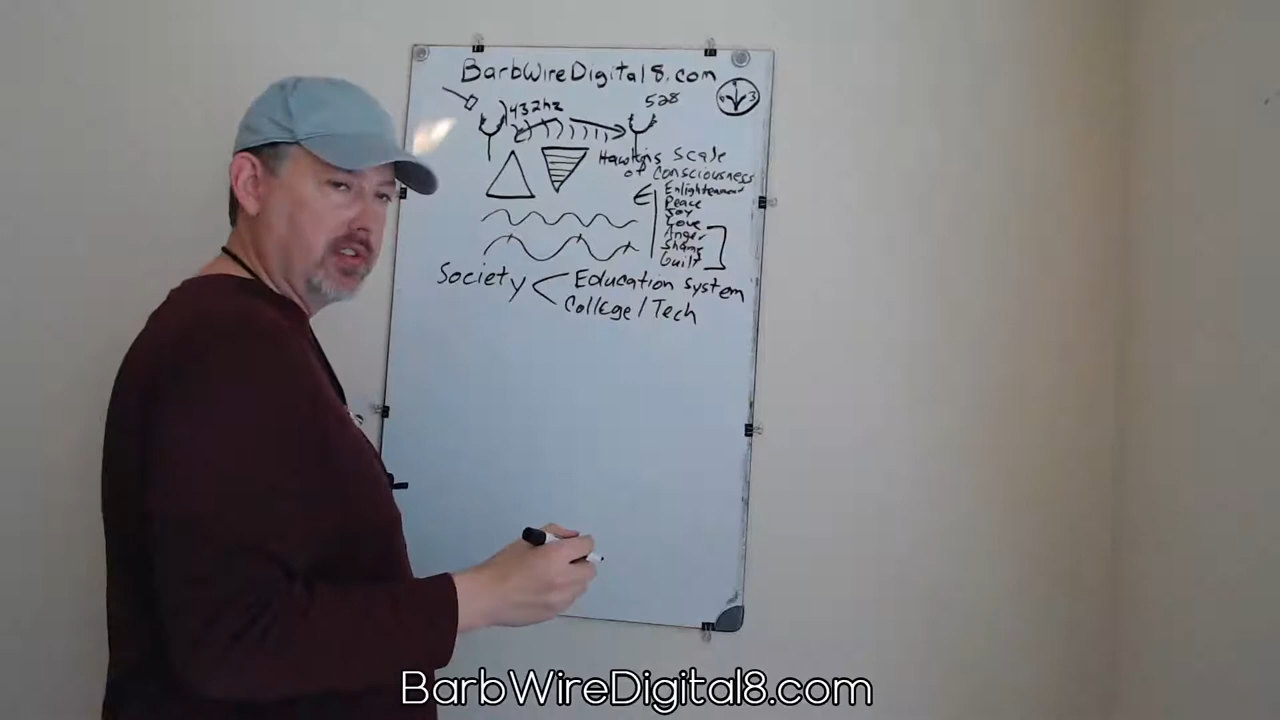 BarbWireDigital8.com
432hz
528
3
Hawkins Scale
of Consciousness
Enlightenment
Peace
Joy
Love
Anger
Shame
Guilt
Society
Education System
College/Tech
BarbWireDigital8.com